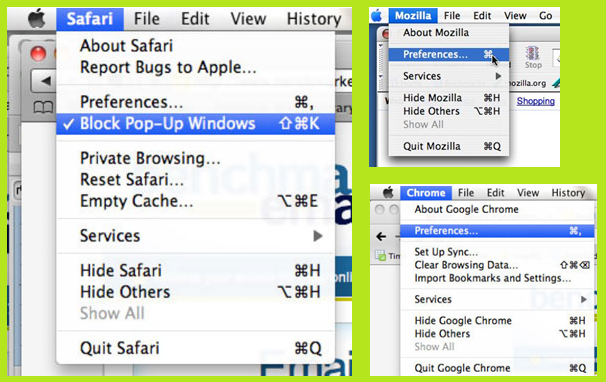 Safari File Edit View History
About Safari
Report Bugs to Apple...
Preferences... ⌘,
✓ Block Pop-Up Windows ⇧⌘K
Private Browsing...
Reset Safari...
Empty Cache... ⌥⌘E
Services ▶
Hide Safari ⌘H
Hide Others ⌥⌘H
Show All
Quit Safari ⌘Q
Mozilla File Edit View Go
About Mozilla
Preferences... ⌘,
Stop
Services ▶
mozilla.org
Hide Mozilla ⌘H
Shopping
Hide Others ⌥⌘H
Show All
Quit Mozilla ⌘Q
Chrome File Edit View History
About Google Chrome
Preferences... ⌘,
Set Up Sync...
Clear Browsing Data... ⇧⌘⌫
Import Bookmarks and Settings...
Services ▶
Hide Google Chrome ⌘H
Hide Others ⌥⌘H
Show All
Quit Google Chrome ⌘Q